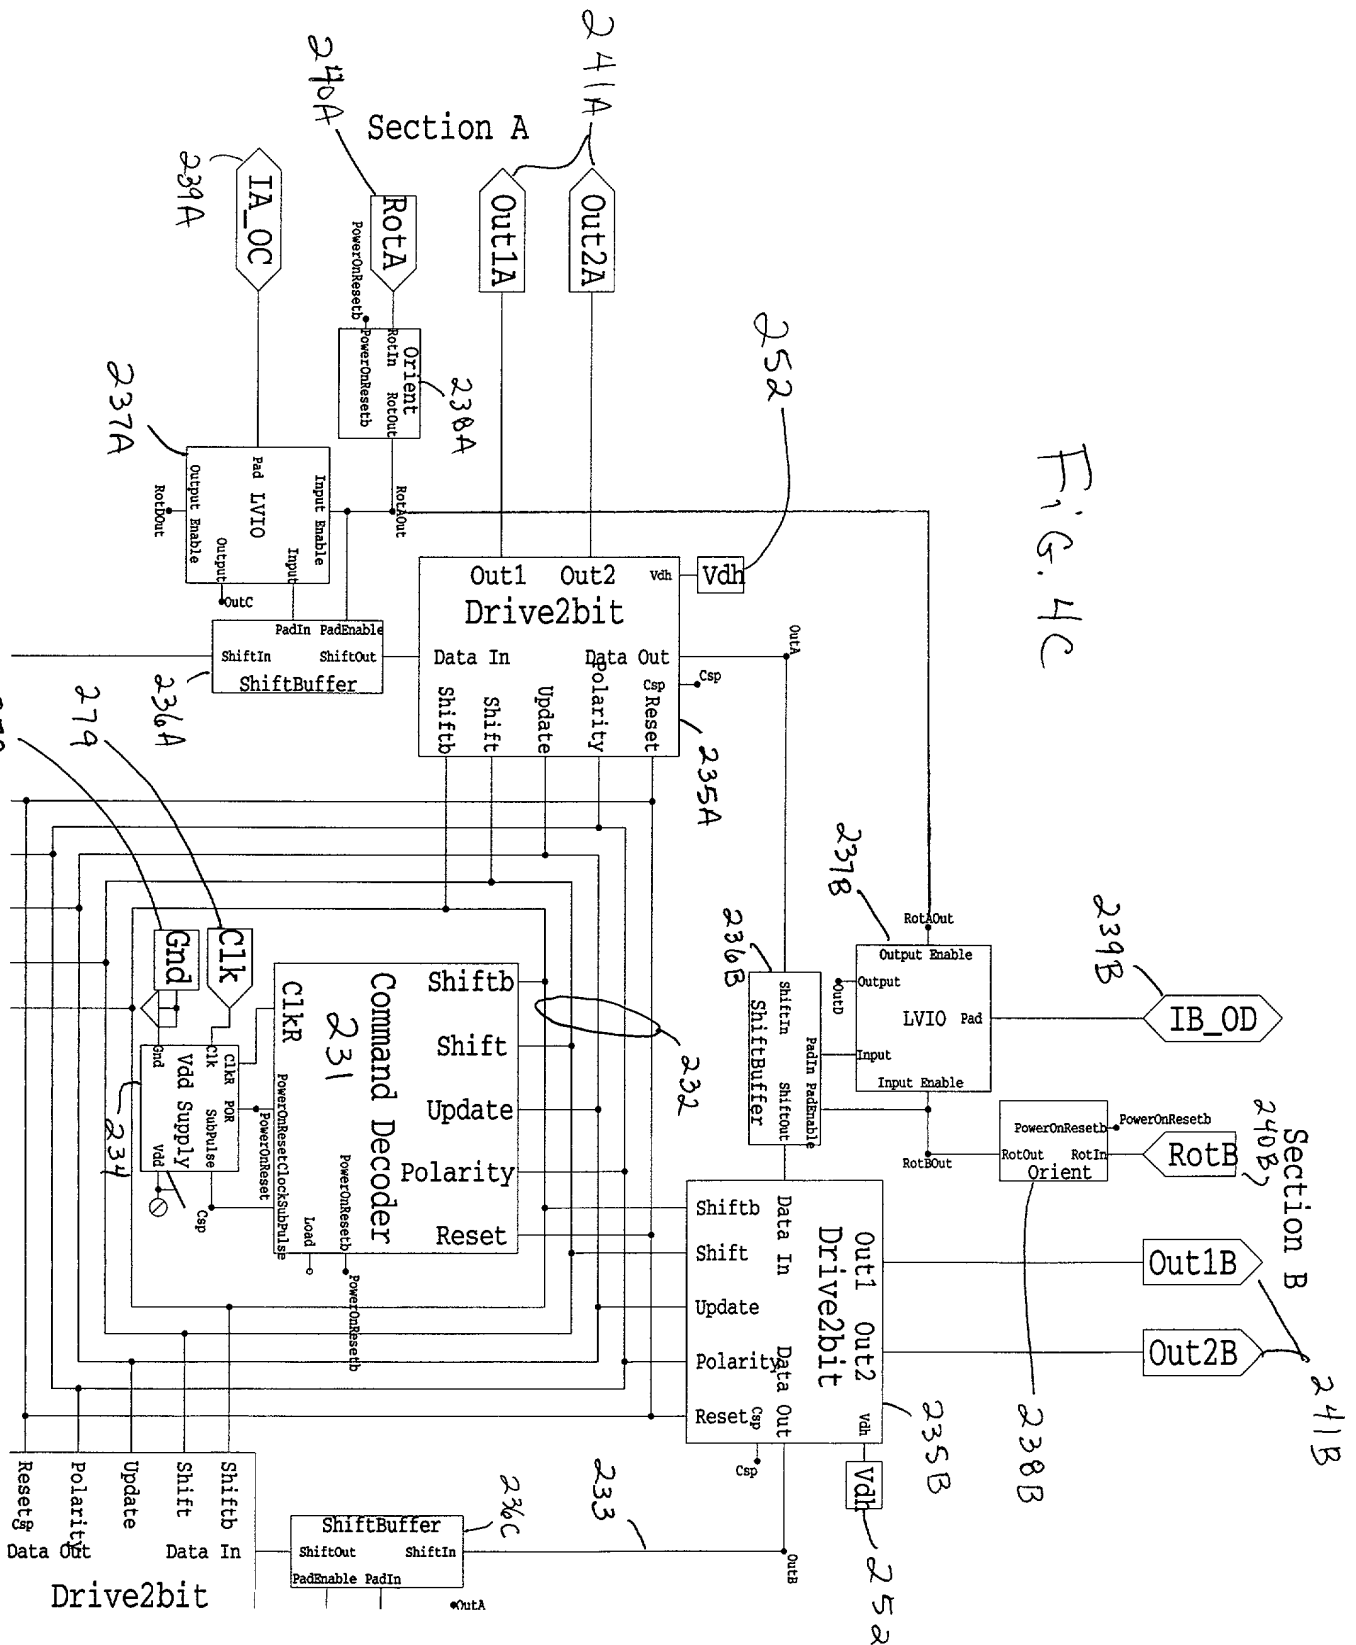 FiG. 4C
Section A
241A
240A
239A
Out2A
Out1A
RotA
IA_OC
PowerOnResetb
Orient
RotIn RotOut
PowerOnResetb
238A
237A
Input Enable
Pad LVIO
Output Enable
Input
Output
RotDOut
OutC
RotAOut
252
Vdh
Vdh
Out1 Out2
Drive2bit
Data In Data Out
Csp
Csp
Shiftb
Shift
Update
Polarity
Reset
235A
PadIn PadEnable
ShiftIn ShiftOut
ShiftBuffer
236A
OutA
279
Clk
Gnd
Clk
Gnd
ClkR
POR
SubPulse
Vdd Supply
Vdd
234
PowerOnReset
Csp
Command Decoder
231
ClkR
Shiftb
Shift
Update
Polarity
Reset
PowerOnResetClockSubPulse
PowerOnResetb
Load
PowerOnResetb
232
Section B
239B
IB_OD
240B
RotB
Out1B
Out2B
241B
237B
RotAOut
Output Enable
Output
LVIO Pad
Input
Input Enable
OutD
236B
ShiftIn ShiftOut
ShiftBuffer
PadIn PadEnable
RotBOut
PowerOnResetb
PowerOnResetb
RotOut RotIn
Orient
238B
Out1 Out2
Drive2bit
Data In Data Out
Shiftb
Shift
Update
Polarity
Reset
Csp
Csp
Vdh
Vdh
235B
252
OutB
233
236C
ShiftBuffer
ShiftOut ShiftIn
PadEnable PadIn
OutA
Shiftb
Shift
Update
Polarity
Reset
Csp
Data Out Data In
Drive2bit